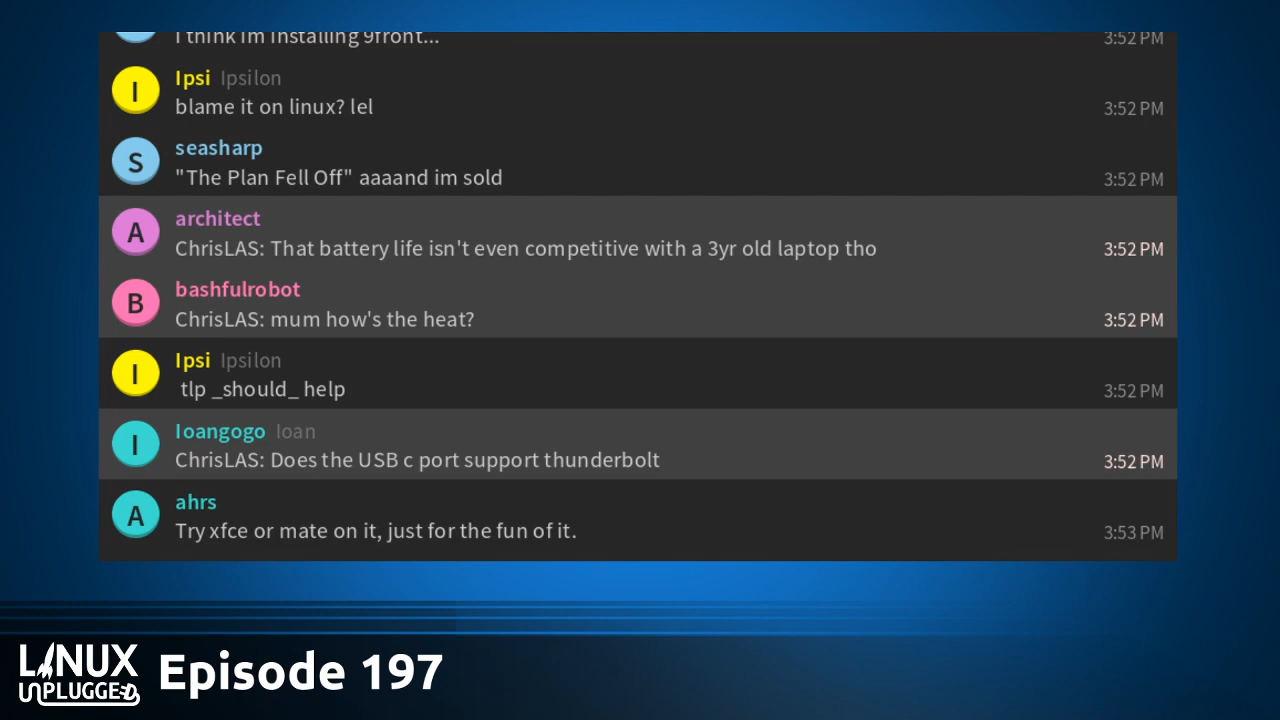 I think im installing 9front...
3:52 PM
Ipsi Ipsilon
I
blame it on linux? lel
3:52 PM
seasharp
S
"The Plan Fell Off" aaaand im sold
3:52 PM
architect
A
ChrisLAS: That battery life isn't even competitive with a 3yr old laptop tho
3:52 PM
bashfulrobot
B
ChrisLAS: mum how's the heat?
3:52 PM
Ipsi Ipsilon
I
tlp _should_ help
3:52 PM
Ioangogo Ioan
I
ChrisLAS: Does the USB c port support thunderbolt
3:52 PM
ahrs
A
Try xfce or mate on it, just for the fun of it.
3:53 PM
LINUX
UNPLUGGED
Episode 197